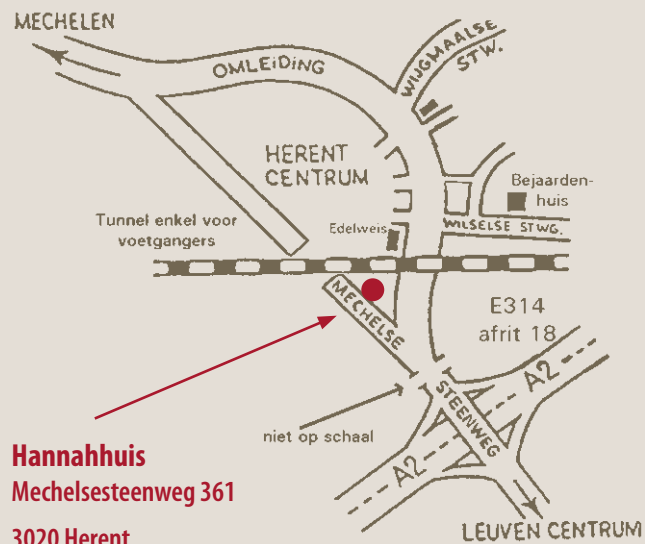 MECHELEN
OMLEIDING
WIJGMAALSE
STW.
HERENT
CENTRUM
Bejaarden-
huis
Tunnel enkel voor
voetgangers
Edelweis
WILSELSE STWG.
MECHELSE
E314
afrit 18
A2
STEENWEG
niet op schaal
A2
Hannahhuis
Mechelsesteenweg 361
3020 Herent
LEUVEN CENTRUM